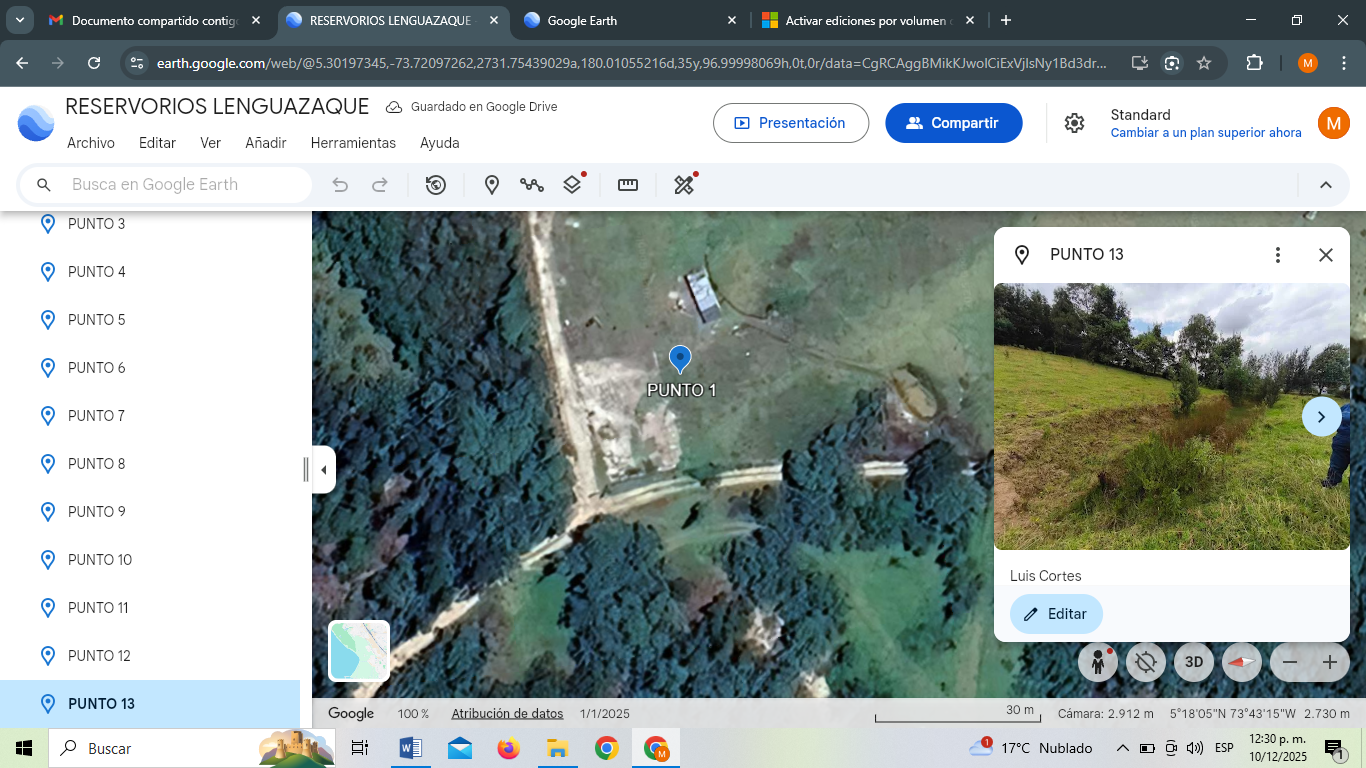 Documento compartido contig
RESERVORIOS LENGUAZAQUE
Google Earth
Activar ediciones por volumen
earth.google.com/web/@5.30197345,-73.72097262,2731.75439029a,180.01055216d,35y,96.99998069h,0t,0r/data=CgRCAggBMikKJwolCiExVjlsNy1Bd3dr...
M
RESERVORIOS LENGUAZAQUE
Guardado en Google Drive
Archivo Editar Ver Añadir Herramientas Ayuda
Presentación
Compartir
Standard
Cambiar a un plan superior ahora
M
Busca en Google Earth
PUNTO 3
PUNTO 4
PUNTO 5
PUNTO 6
PUNTO 7
PUNTO 8
PUNTO 9
PUNTO 10
PUNTO 11
PUNTO 12
PUNTO 13
PUNTO 1
PUNTO 13
Luis Cortes
Editar
3D
Google 100 % Atribución de datos 1/1/2025
30 m Cámara: 2.912 m 5°18'05"N 73°43'15"W 2.730 m
Buscar
W
M
1
17°C Nublado
ESP
12:30 p. m.
10/12/2025
1